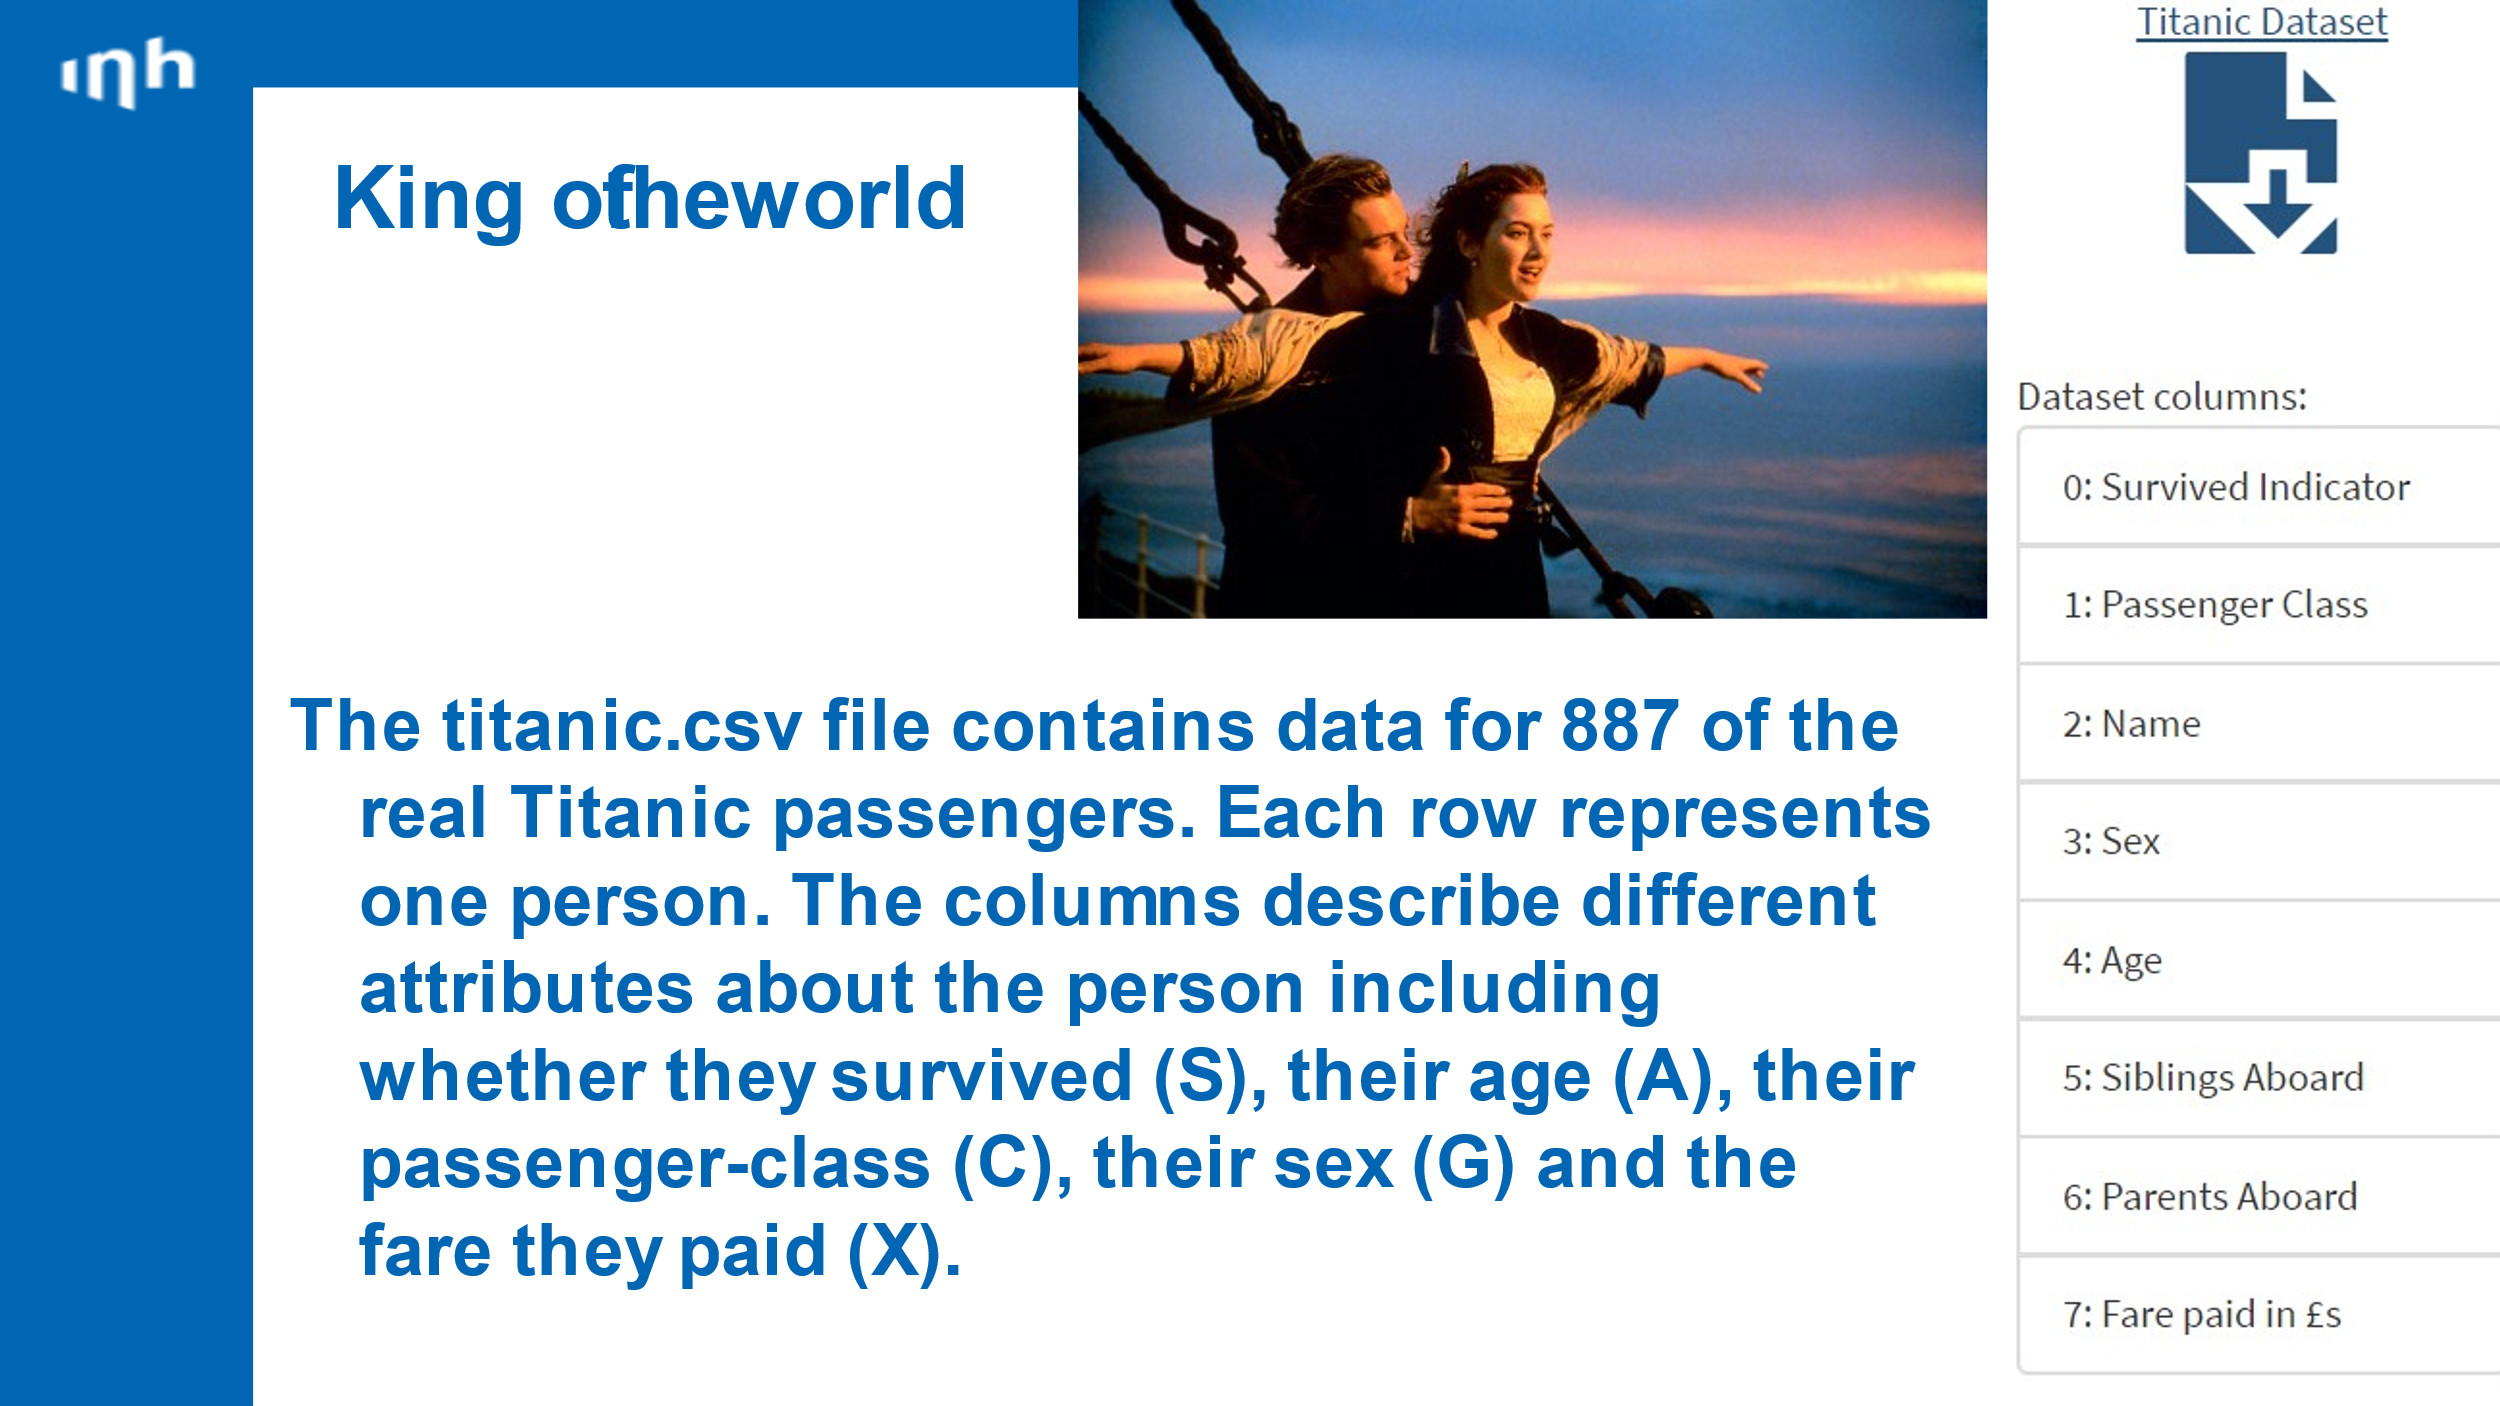 inh
King ofheworld
The titanic.csv file contains data for 887 of the
real Titanic passengers. Each row represents
one person. The columns describe different
attributes about the person including
whether they survived (S), their age (A), their
passenger-class (C), their sex (G) and the
fare they paid (X).
Titanic Dataset
Dataset columns:
0: Survived Indicator
1: Passenger Class
2: Name
3: Sex
4: Age
5: Siblings Aboard
6: Parents Aboard
7: Fare paid in £s